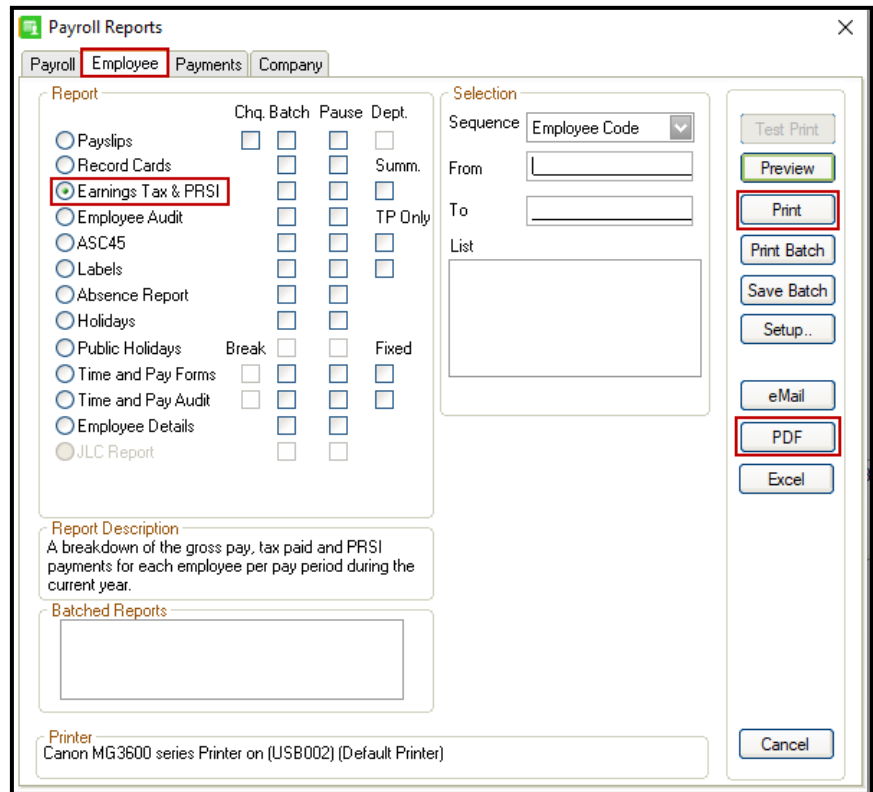 Payroll Reports
Payroll Employee Payments Company
Report
Chq. Batch Pause Dept.
Payslips
Record Cards Summ.
Earnings Tax & PRSI
Employee Audit TP Only
ASC45
Labels
Absence Report
Holidays
Public Holidays Break Fixed
Time and Pay Forms
Time and Pay Audit
Employee Details
JLC Report
Selection
Sequence Employee Code
From
To
List
Test Print
Preview
Print
Print Batch
Save Batch
Setup..
eMail
PDF
Excel
Report Description
A breakdown of the gross pay, tax paid and PRSI
payments for each employee per pay period during the
current year.
Batched Reports
Printer
Canon MG3600 series Printer on (USB002) (Default Printer)
Cancel